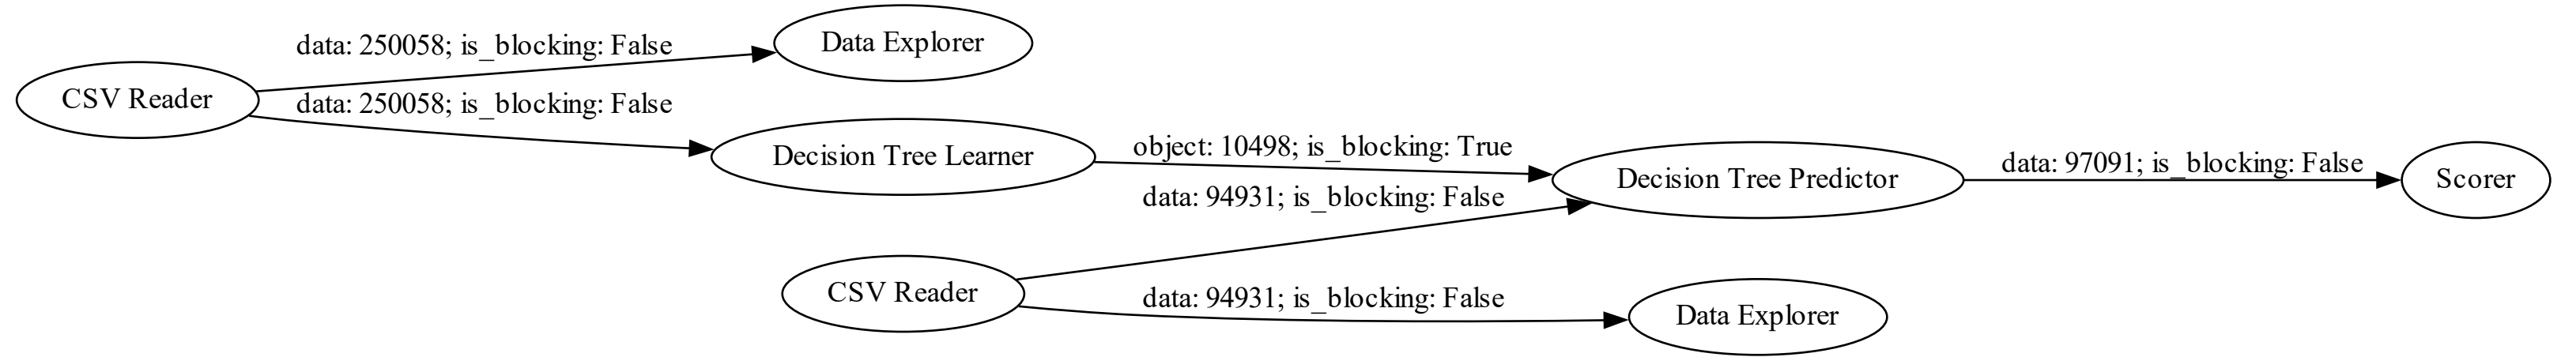 data: 250058; is_blocking: False
Data Explorer
CSV Reader
data: 250058; is_blocking: False
Decision Tree Learner
object: 10498; is_blocking: True
data: 94931; is_blocking: False
Decision Tree Predictor
data: 97091; is_blocking: False
Scorer
CSV Reader
data: 94931; is_blocking: False
Data Explorer